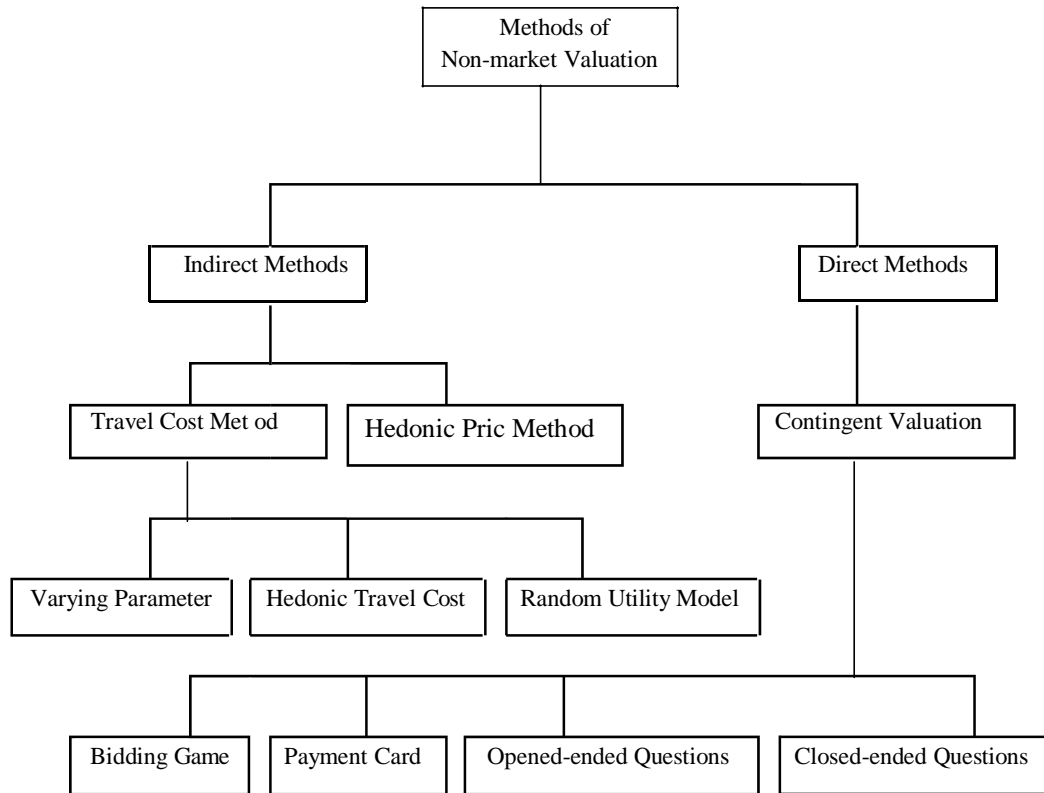 Methods of
Non-market Valuation
Indirect Methods
Direct Methods
Travel Cost Met od
Hedonic Pric Method
Contingent Valuation
Varying Parameter
Hedonic Travel Cost
Random Utility Model
Bidding Game
Payment Card
Opened-ended Questions
Closed-ended Questions